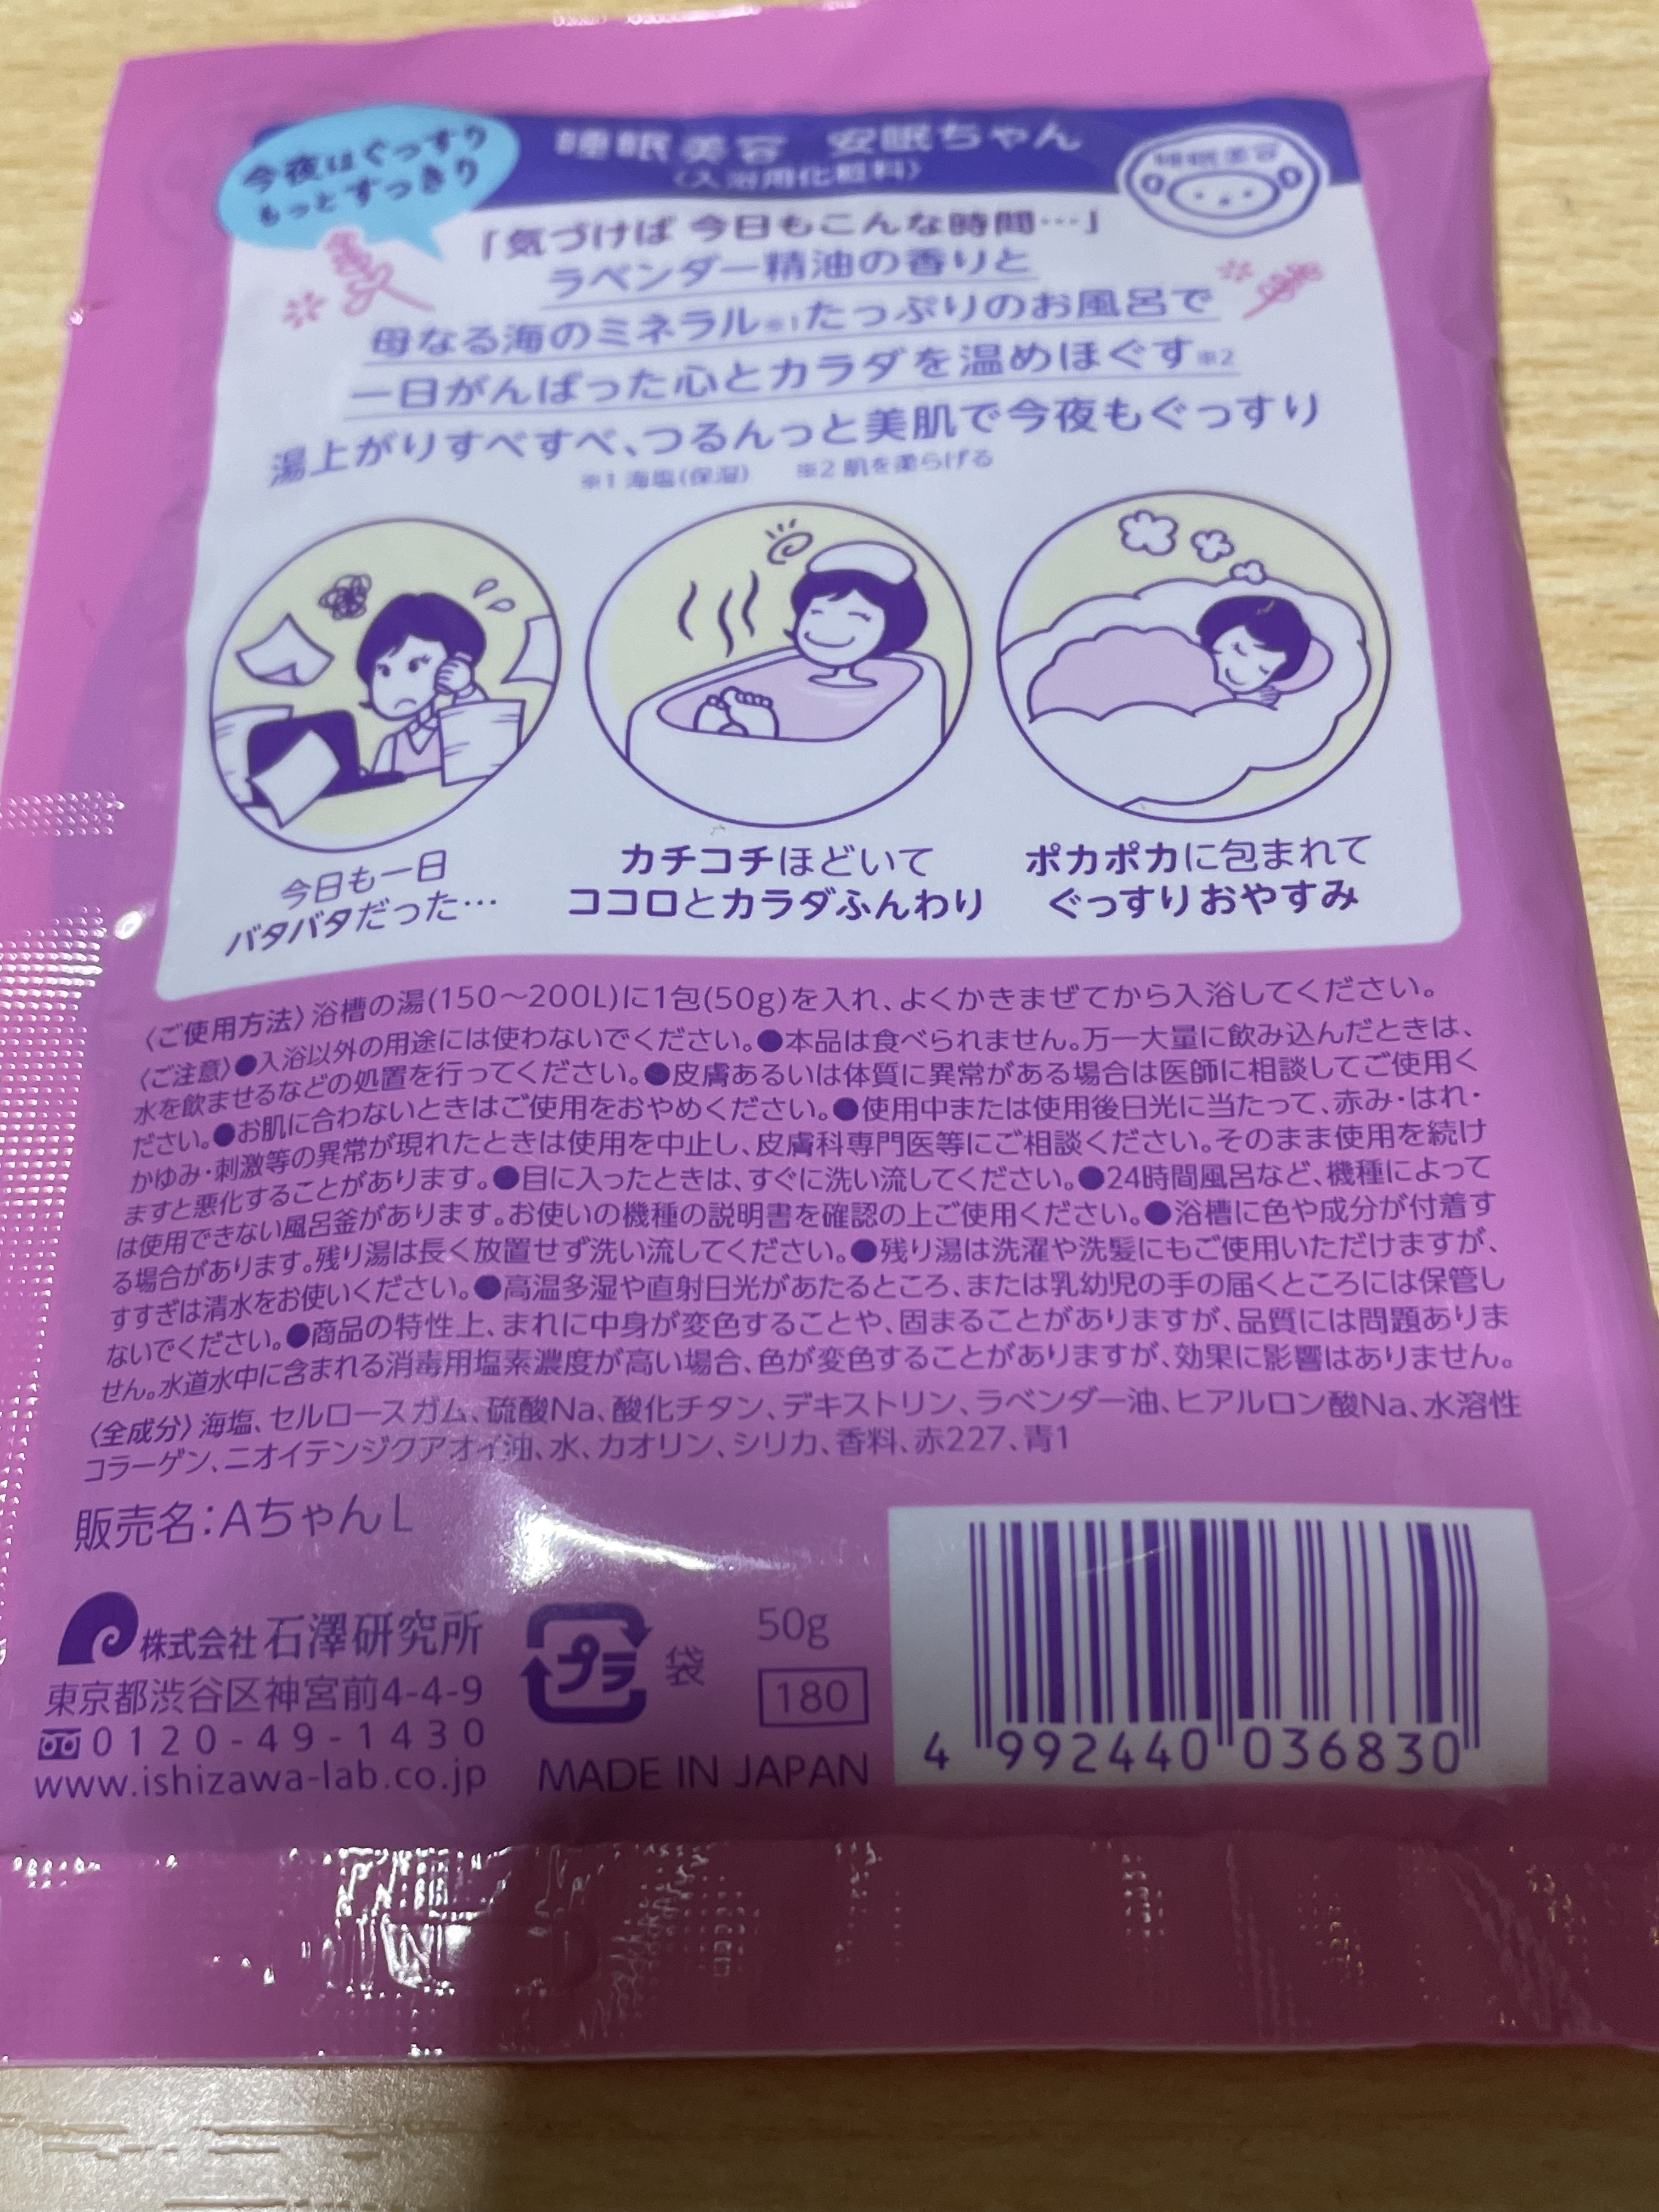 今夜はぐっすり
もっとすっきり
睡眠美容 安眠ちゃん
〈入浴用化粧料〉
睡眠美容
「気づけば 今日もこんな時間…」
ラベンダー精油の香りと
母なる海のミネラル※1たっぷりのお風呂で
一日がんばった心とカラダを温めほぐす※2
湯上がりすべすべ、つるんっと美肌で今夜もぐっすり
※1 海塩(保湿) ※2 肌を柔らげる
今日も一日
バタバタだった…
カチコチほどいて
ココロとカラダふんわり
ポカポカに包まれて
ぐっすりおやすみ
〈ご使用方法〉浴槽の湯(150～200L)に1包(50g)を入れ、よくかきまぜてから入浴してください。
〈ご注意〉●入浴以外の用途には使わないでください。●本品は食べられません。万一大量に飲み込んだときは、
水を飲ませるなどの処置を行ってください。●皮膚あるいは体質に異常がある場合は医師に相談してご使用く
ださい。●お肌に合わないときはご使用をおやめください。●使用中または使用後日光に当たって、赤み・はれ・
かゆみ・刺激等の異常が現れたときは使用を中止し、皮膚科専門医等にご相談ください。そのまま使用を続け
ますと悪化することがあります。●目に入ったときは、すぐに洗い流してください。●24時間風呂など、機種によって
は使用できない風呂釜があります。お使いの機種の説明書を確認の上ご使用ください。●浴槽に色や成分が付着す
る場合があります。残り湯は長く放置せず洗い流してください。●残り湯は洗濯や洗髪にもご使用いただけますが、
すすぎは清水をお使いください。●高温多湿や直射日光があたるところ、または乳幼児の手の届くところには保管し
ないでください。●商品の特性上、まれに中身が変色することや、固まることがありますが、品質には問題ありま
せん。水道水中に含まれる消毒用塩素濃度が高い場合、色が変色することがありますが、効果に影響はありません。
〈全成分〉海塩、セルロースガム、硫酸Na、酸化チタン、デキストリン、ラベンダー油、ヒアルロン酸Na、水溶性
コラーゲン、ニオイテンジクアオイ油、水、カオリン、シリカ、香料、赤227、青1
販売名：AちゃんL
株式会社 石澤研究所
東京都渋谷区神宮前4-4-9
0120-49-1430
www.ishizawa-lab.co.jp
プラ
袋
50g
180
MADE IN JAPAN
4 992440 036830